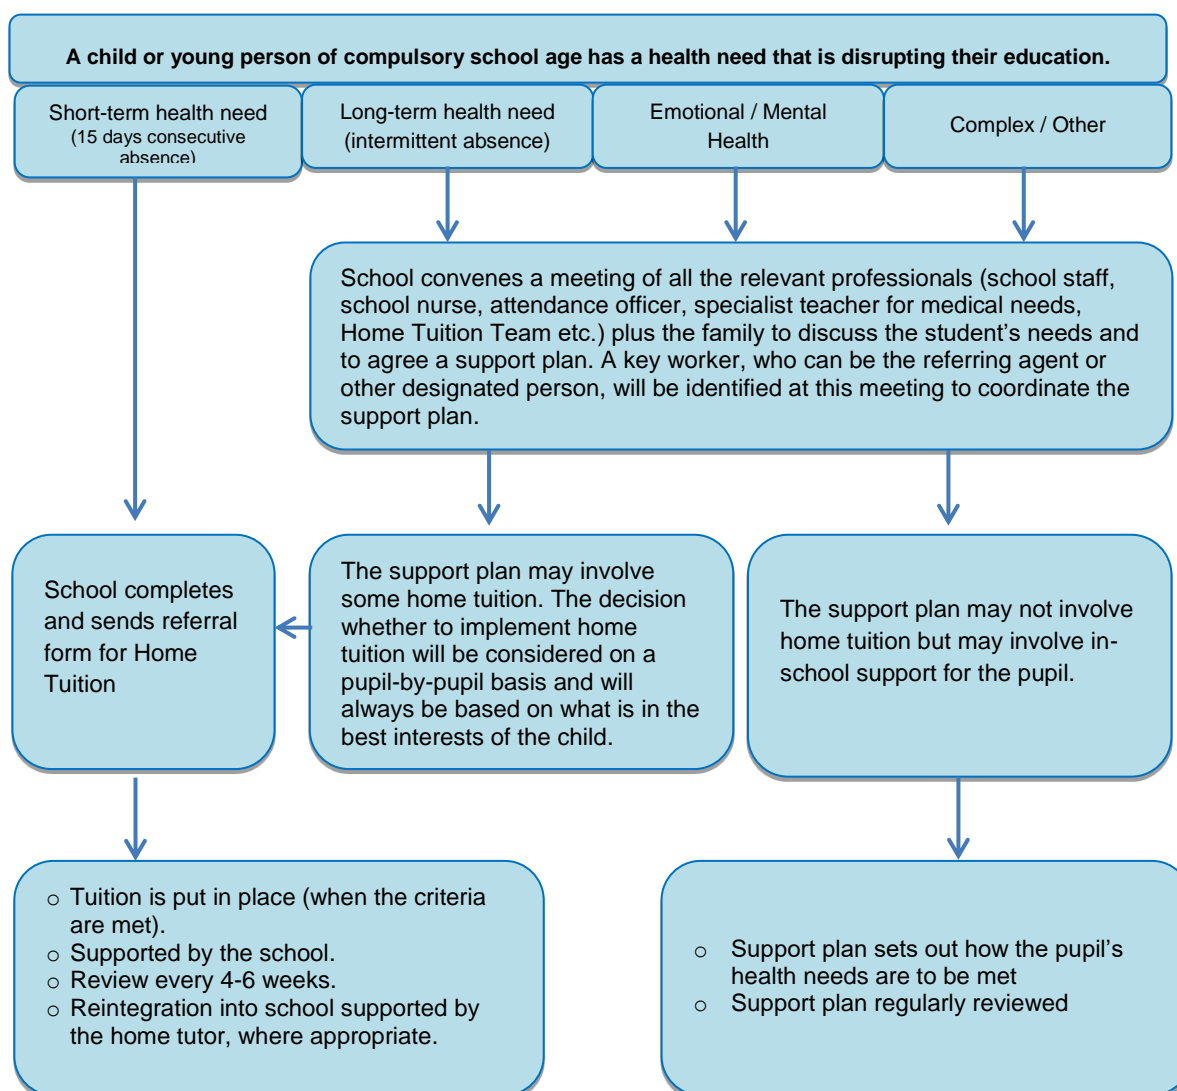 A child or young person of compulsory school age has a health need that is disrupting their education.
Short-term health need
(15 days consecutive
absence)
Long-term health need
(intermittent absence)
Emotional / Mental
Health
Complex / Other
School convenes a meeting of all the relevant professionals (school staff,
school nurse, attendance officer, specialist teacher for medical needs,
Home Tuition Team etc.) plus the family to discuss the student’s needs and
to agree a support plan. A key worker, who can be the referring agent or
other designated person, will be identified at this meeting to coordinate the
support plan.
School completes
and sends referral
form for Home
Tuition
The support plan may involve
some home tuition. The decision
whether to implement home
tuition will be considered on a
pupil-by-pupil basis and will
always be based on what is in the
best interests of the child.
The support plan may not involve
home tuition but may involve in-
school support for the pupil.
o Tuition is put in place (when the criteria
are met).
o Supported by the school.
o Review every 4-6 weeks.
o Reintegration into school supported by
the home tutor, where appropriate.
o Support plan sets out how the pupil’s
health needs are to be met
o Support plan regularly reviewed